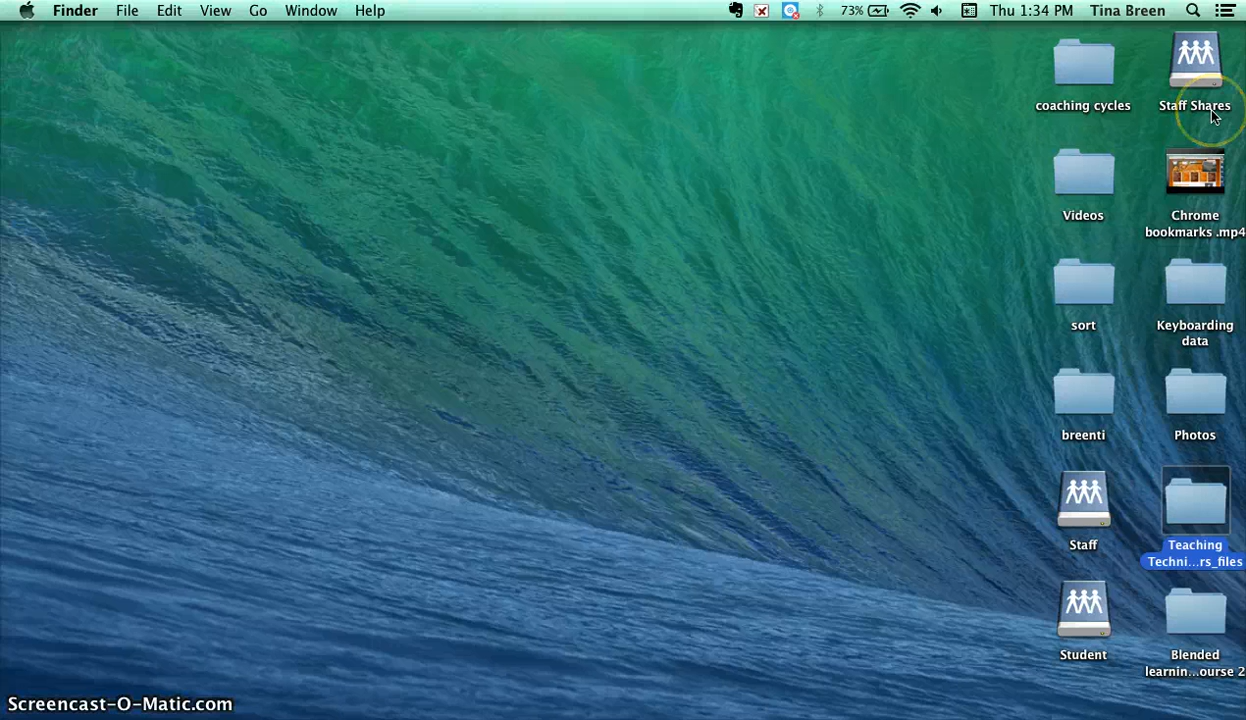 Finder File Edit View Go Window Help 73% Thu 1:34 PM Tina Breen
coaching cycles
Staff Shares
Videos
Chrome
bookmarks .mp4
sort
Keyboarding
data
breenti
Photos
Staff
Teaching
Techni...rs_files
Student
Blended
learnin...ourse 2
Screencast-O-Matic.com